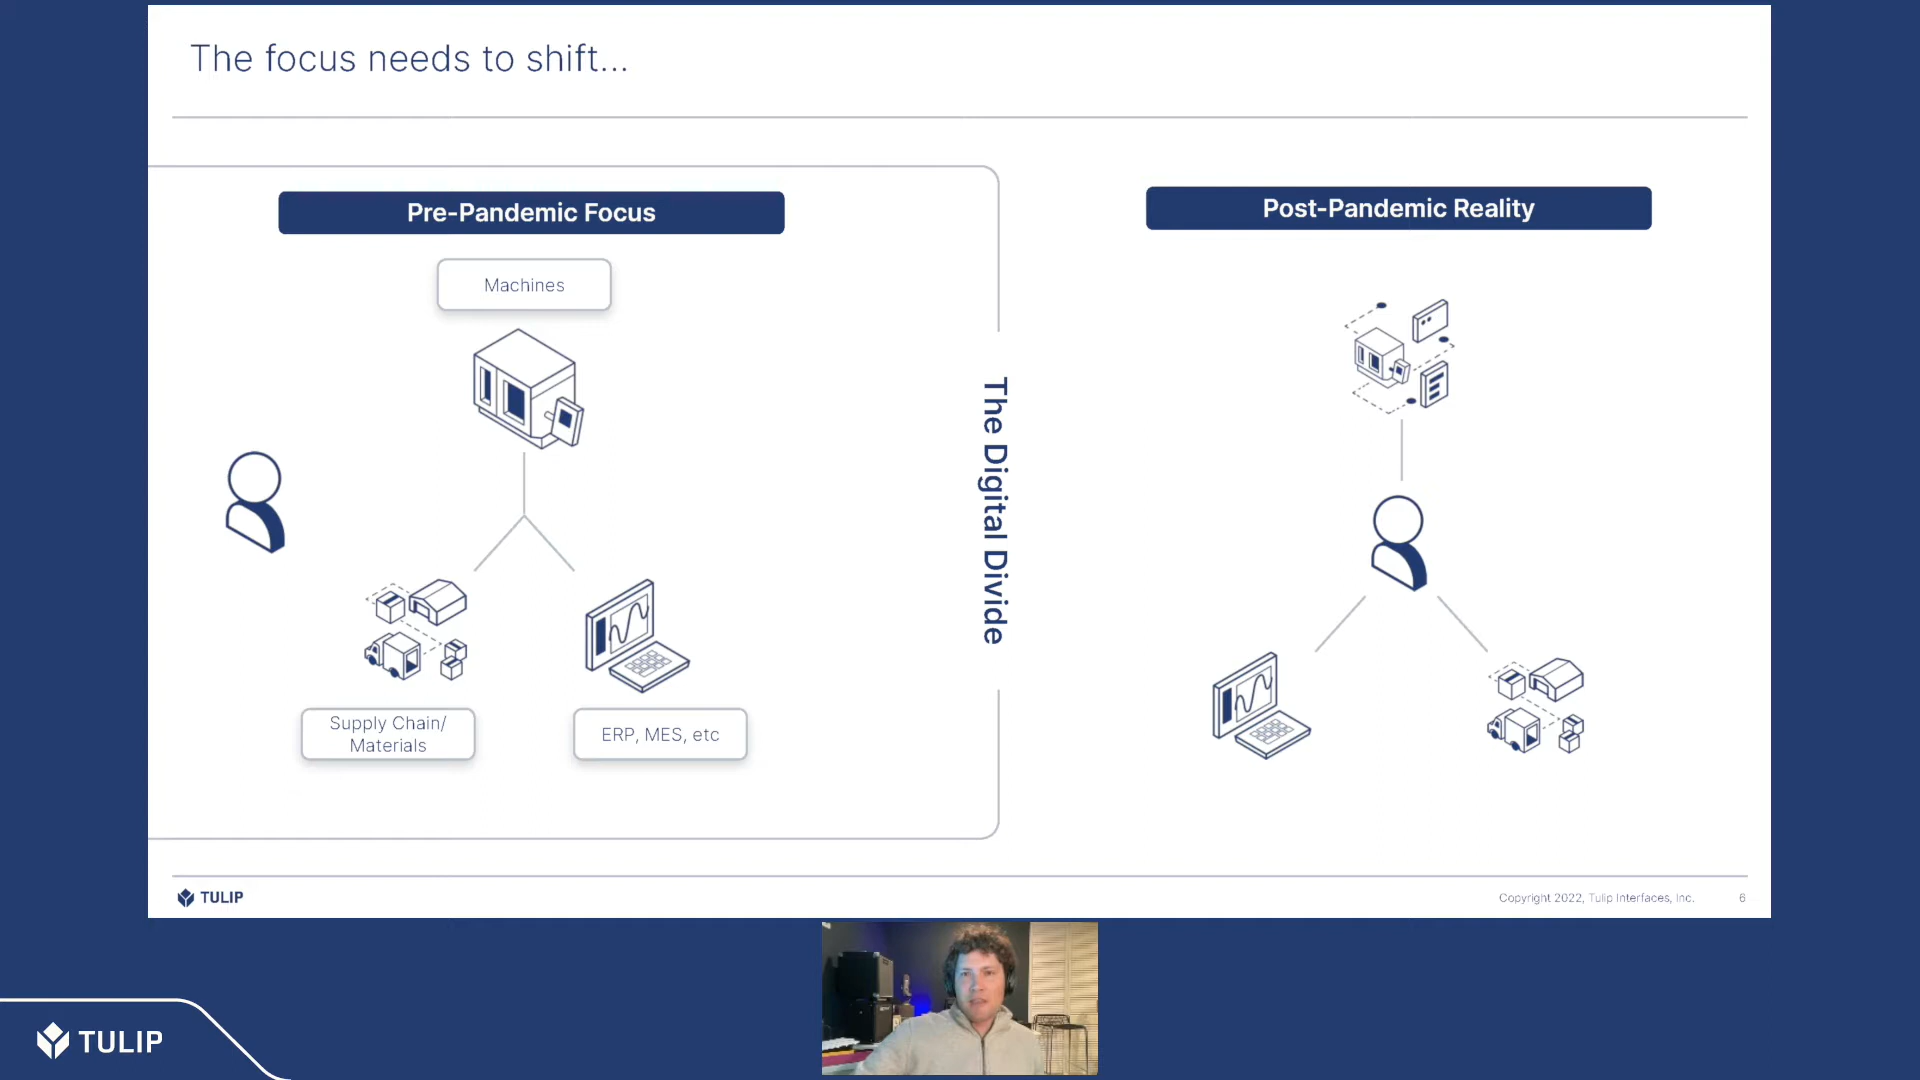 The focus needs to shift...
Pre-Pandemic Focus
Machines
Supply Chain/
Materials
ERP, MES, etc
The Digital Divide
Post-Pandemic Reality
TULIP
Copyright 2022, Tulip Interfaces, Inc.
6
TULIP